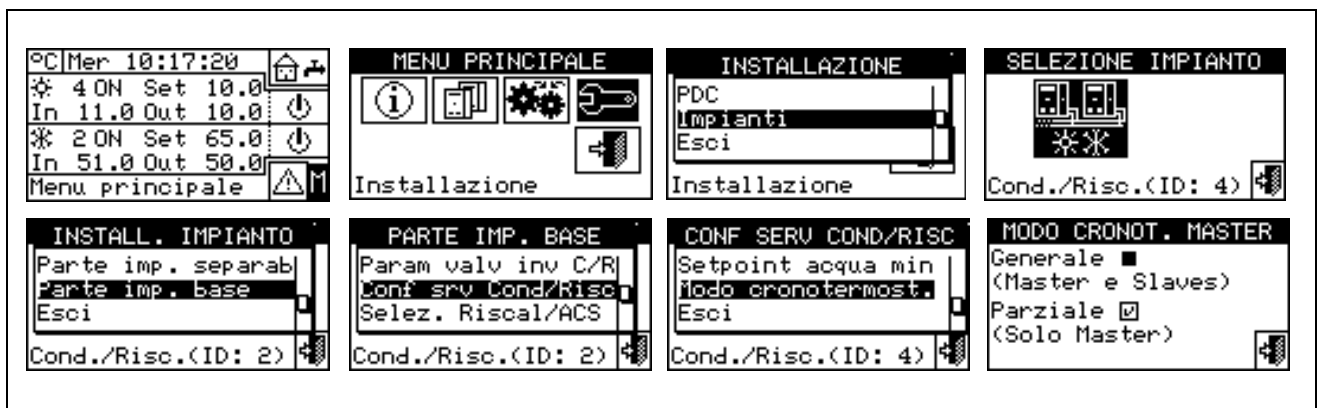 °C Mer 10:17:20
4 ON Set 10.0
In 11.0 Out 10.0
2 ON Set 65.0
In 51.0 Out 50.0
Menu principale M
MENU PRINCIPALE
i
Installazione
INSTALLAZIONE
PDC
Impianti
Esci
Installazione
SELEZIONE IMPIANTO
Cond./Risc.(ID: 4)
INSTALL. IMPIANTO
Parte imp. separab
Parte imp. base
Esci
Cond./Risc.(ID: 2)
PARTE IMP. BASE
Param valv inv C/R
Conf srv Cond/Risc
Selez. Riscal/ACS
Cond./Risc.(ID: 2)
CONF SERV COND/RISC
Setpoint acqua min
Modo cronotermost.
Esci
Cond./Risc.(ID: 4)
MODO CRONOT. MASTER
Generale
(Master e Slaves)
Parziale
(Solo Master)